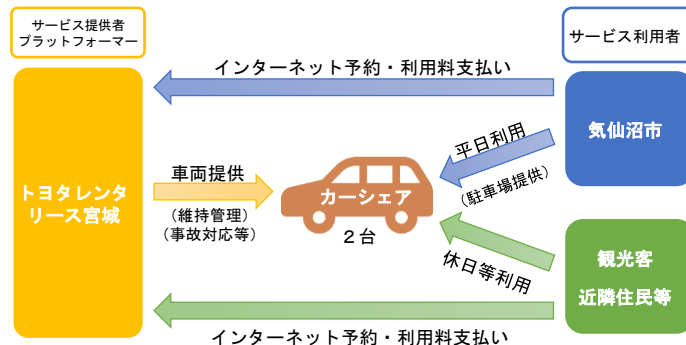 サービス提供者
プラットフォーマー
サービス利用者
インターネット予約・利用料支払い
気仙沼市
平日利用
（駐車場提供）
車両提供
トヨタレンタ
リース宮城
（維持管理）
（事故対応等）
カーシェア
２台
観光客
近隣住民等
休日等利用
インターネット予約・利用料支払い